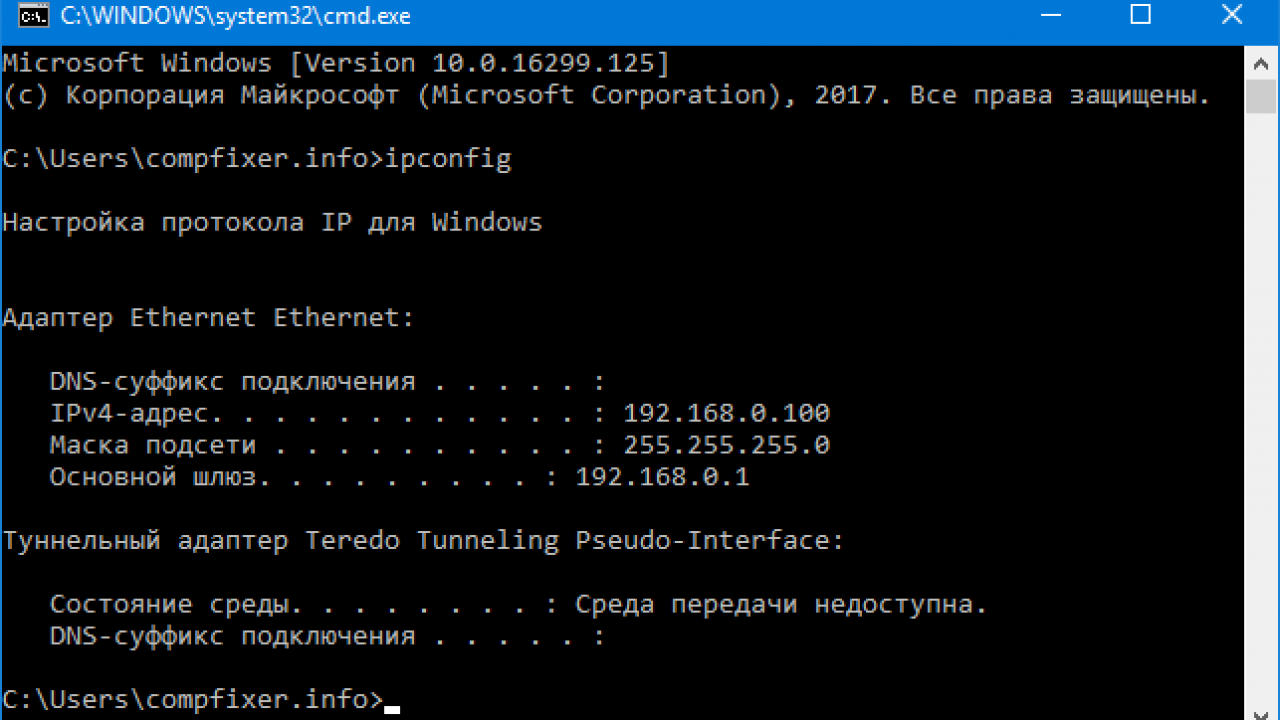 C:\WINDOWS\system32\cmd.exe
Microsoft Windows [Version 10.0.16299.125]
(c) Корпорация Майкрософт (Microsoft Corporation), 2017. Все права защищены.
C:\Users\compfixer.info>ipconfig
Настройка протокола IP для Windows
Адаптер Ethernet Ethernet:
DNS-суффикс подключения . . . . . :
IPv4-адрес. . . . . . . . . . . . : 192.168.0.100
Маска подсети . . . . . . . . . . : 255.255.255.0
Основной шлюз. . . . . . . . . : 192.168.0.1
Туннельный адаптер Teredo Tunneling Pseudo-Interface:
Состояние среды. . . . . . . . : Среда передачи недоступна.
DNS-суффикс подключения . . . . . :
C:\Users\compfixer.info>